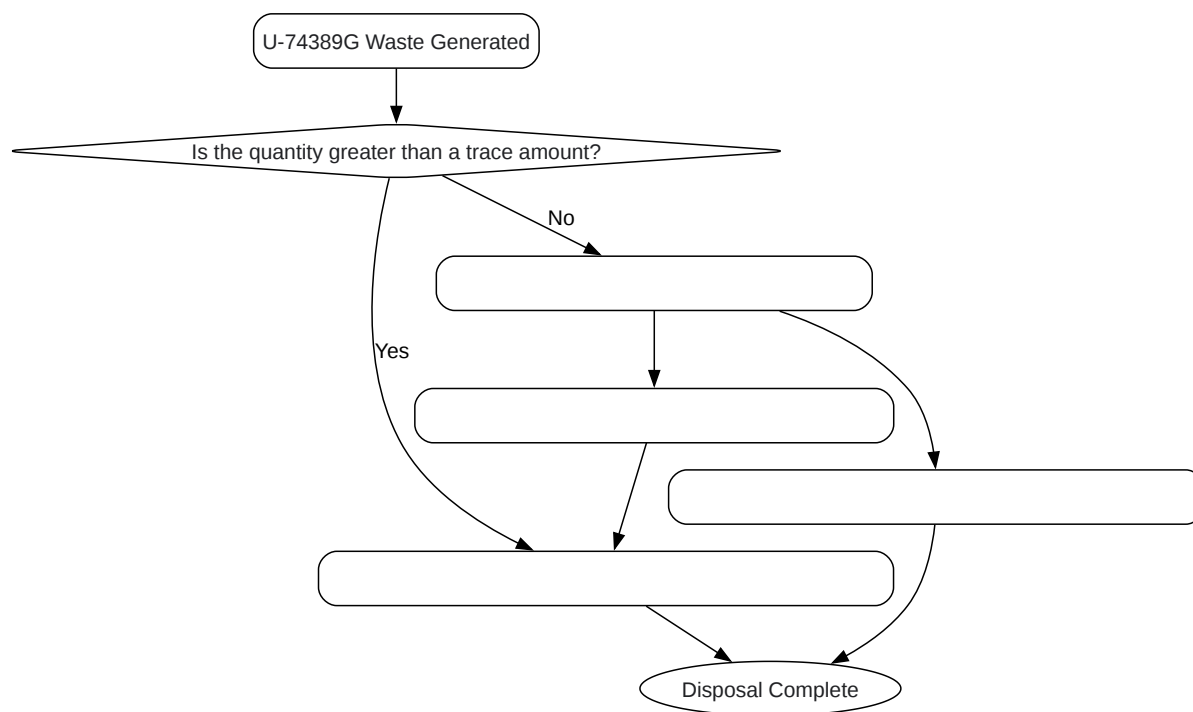 U-74389G Waste Generated
Is the quantity greater than a trace amount?
No
Yes
Disposal Complete